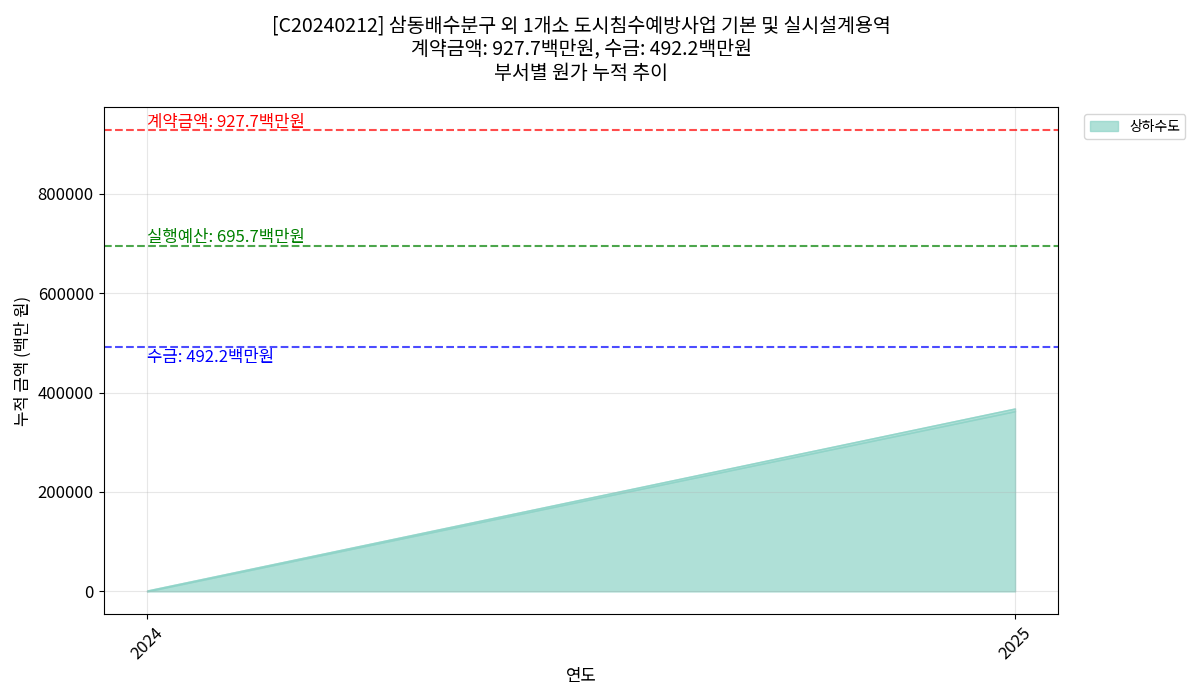 [C20240212] 삼동배수분구 외 1개소 도시침수예방사업 기본 및 실시설계용역
계약금액: 927.7백만원, 수금: 492.2백만원
부서별 원가 누적 추이
계약금액: 927.7백만원
상하수도
800000
실행예산: 695.7백만원
600000
수금: 492.2백만원
400000
200000
0
누적 금액 (백만 원)
2024
2025
연도